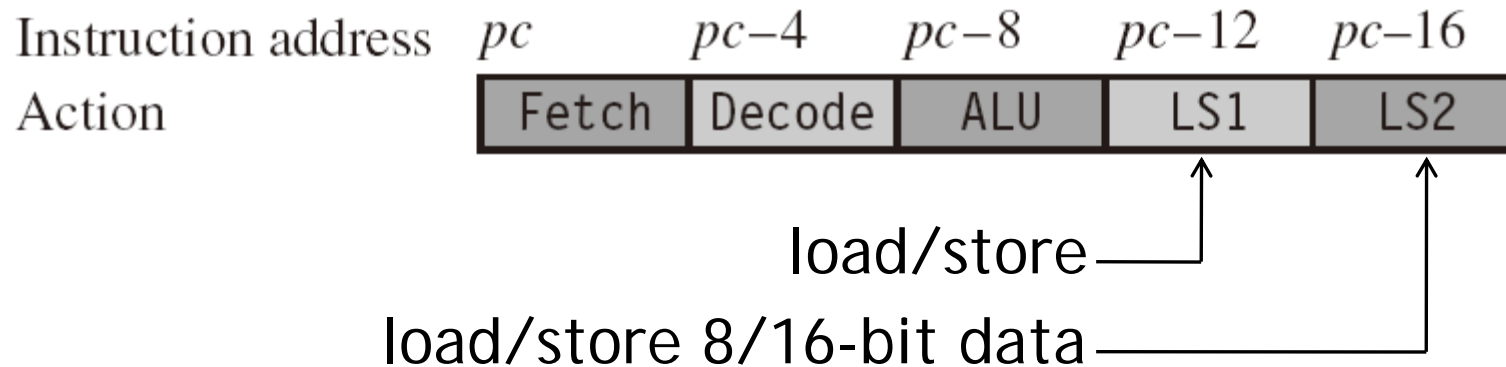 Instruction address pc pc–4 pc–8 pc–12 pc–16
Action Fetch Decode ALU LS1 LS2
load/store
load/store 8/16-bit data